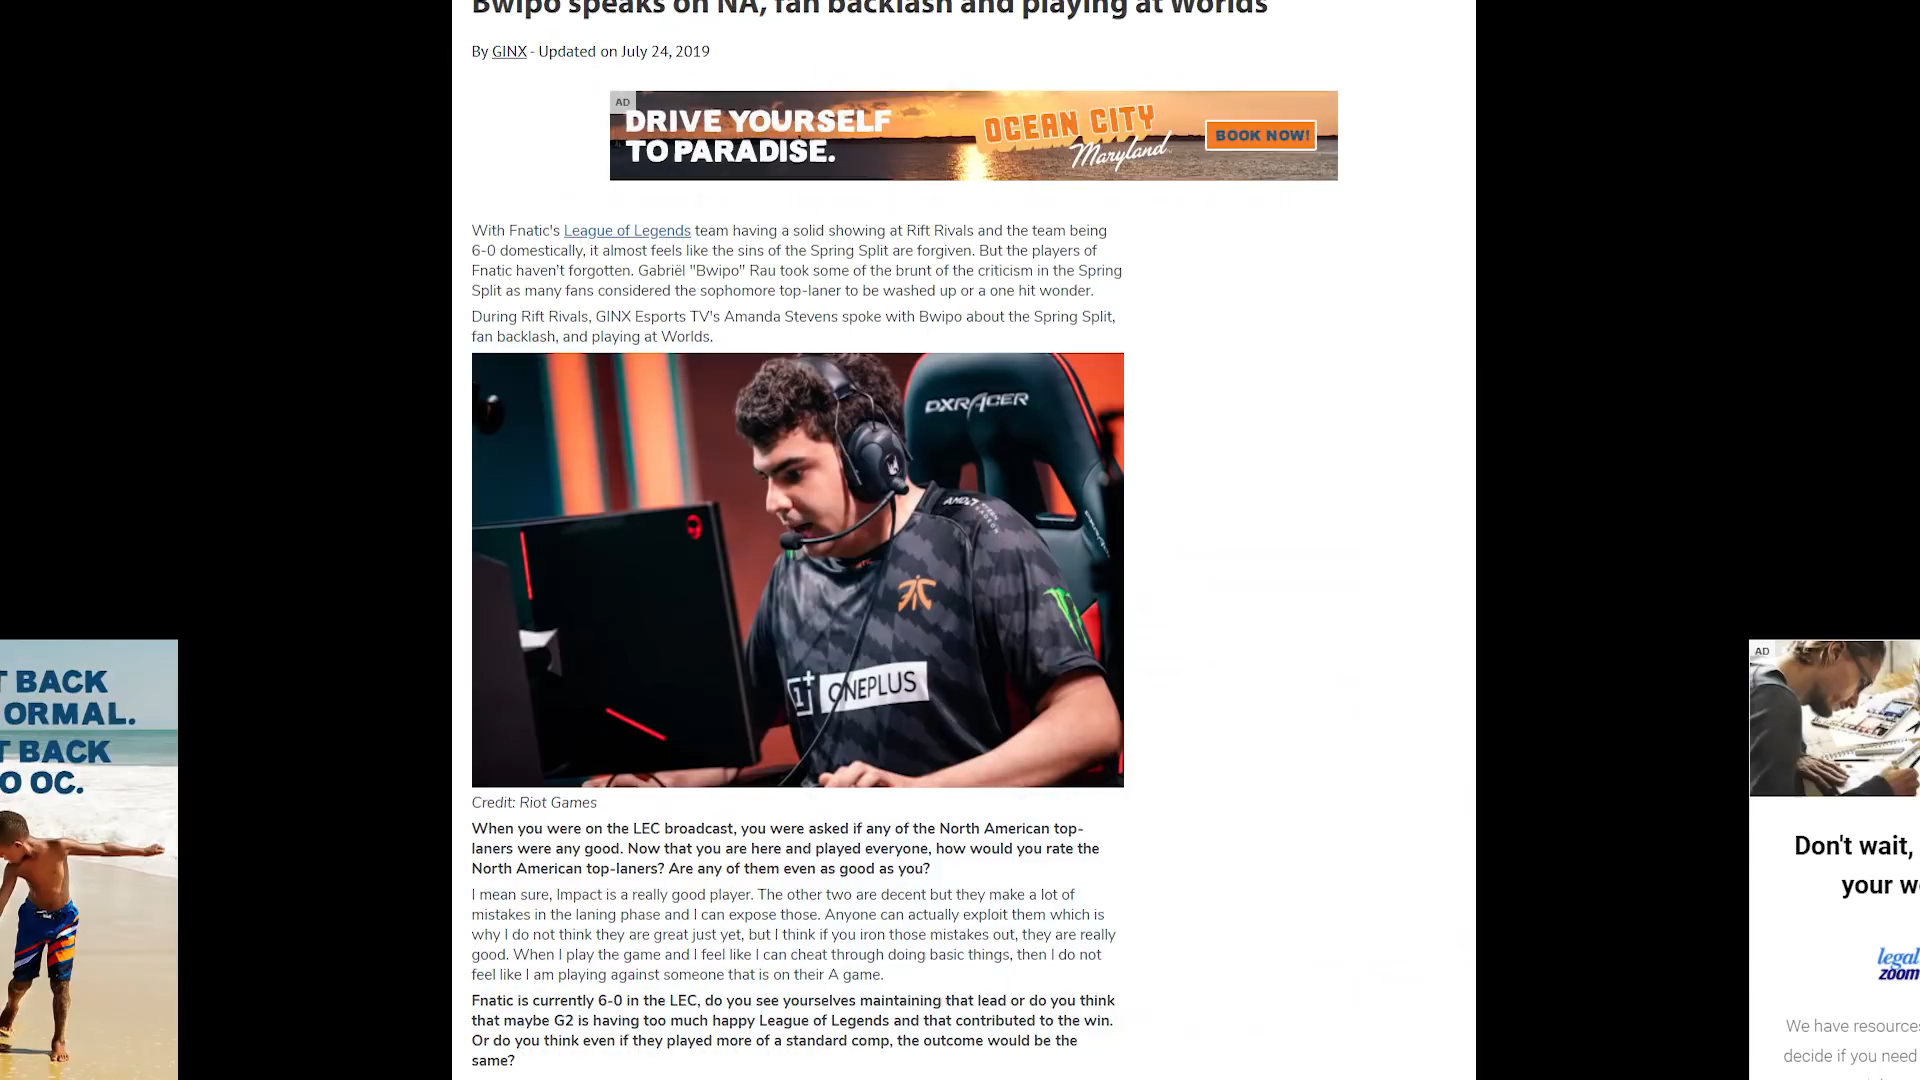 Bwipo speaks on NA, fan backlash and playing at Worlds
By GINX - Updated on July 24, 2019
AD
DRIVE YOURSELF
TO PARADISE.
OCEAN CITY
Maryland
BOOK NOW!
With Fnatic's League of Legends team having a solid showing at Rift Rivals and the team being
6-0 domestically, it almost feels like the sins of the Spring Split are forgiven. But the players of
Fnatic haven't forgotten. Gabriël "Bwipo" Rau took some of the brunt of the criticism in the Spring
Split as many fans considered the sophomore top-laner to be washed up or a one hit wonder.
During Rift Rivals, GINX Esports TV's Amanda Stevens spoke with Bwipo about the Spring Split,
fan backlash, and playing at Worlds.
DXRACER
AMD
RADEON
ONEPLUS
Credit: Riot Games
When you were on the LEC broadcast, you were asked if any of the North American top-
laners were any good. Now that you are here and played everyone, how would you rate the
North American top-laners? Are any of them even as good as you?
I mean sure, Impact is a really good player. The other two are decent but they make a lot of
mistakes in the laning phase and I can expose those. Anyone can actually exploit them which is
why I do not think they are great just yet, but I think if you iron those mistakes out, they are really
good. When I play the game and I feel like I can cheat through doing basic things, then I do not
feel like I am playing against someone that is on their A game.
Fnatic is currently 6-0 in the LEC, do you see yourselves maintaining that lead or do you think
that maybe G2 is having too much happy League of Legends and that contributed to the win.
Or do you think even if they played more of a standard comp, the outcome would be the
same?
T BACK
ORMAL.
T BACK
O OC.
AD
Don't wait,
your w
legal
zoom
We have resources
decide if you need